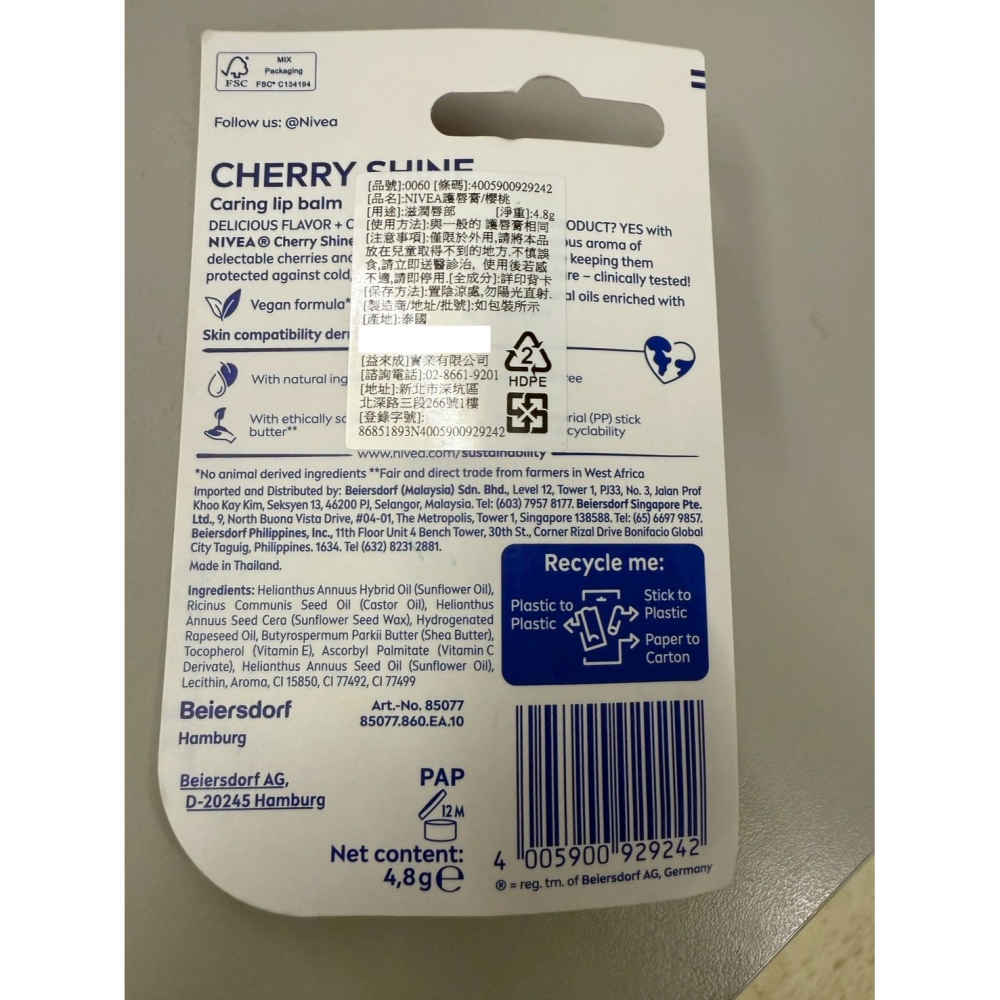 MIX
Packaging
FSC
FSC® C134194
Follow us: @Nivea
CHERRY SHINE
Caring lip balm
DELICIOUS FLAVOR + C
ODUCT? YES with
NIVEA® Cherry Shine
ous aroma of
delectable cherries and
keeping them
protected against cold,
re – clinically tested!
Vegan formula*
al oils enriched with
Skin compatibility der
With natural ing
ree
With ethically so
butter**
erial (PP) stick
cyclability
[品號]:0060 [條碼]:4005900929242
[品名]:NIVEA護唇膏/櫻桃
[用途]:滋潤唇部 [淨重]:4.8g
[使用方法]:與一般的 護唇膏相同
[注意事項]:僅限於外用,請將本品
放在兒童取得不到的地方.不慎誤
食,請立即送醫診治, 使用後若感
不適,請即停用.[全成分]:詳印背卡
[保存方法]:置陰涼處,勿陽光直射.
[製造商/地址/批號]:如包裝所示
[產地]:泰國
[益來成]實業有限公司
[諮詢電話]:02-8661-9201
[地址]:新北市深坑區
北深路三段266號1樓
[登錄字號]:
86851893N4005900929242
2
HDPE
www.nivea.com/sustainability
*No animal derived ingredients **Fair and direct trade from farmers in West Africa
Imported and Distributed by: Beiersdorf (Malaysia) Sdn. Bhd., Level 12, Tower 1, PJ33, No. 3, Jalan Prof
Khoo Kay Kim, Seksyen 13, 46200 PJ, Selangor, Malaysia. Tel: (603) 7957 8177. Beiersdorf Singapore Pte.
Ltd., 9, North Buona Vista Drive, #04-01, The Metropolis, Tower 1, Singapore 138588. Tel: (65) 6697 9857.
Beiersdorf Philippines, Inc., 11th Floor Unit 4 Bench Tower, 30th St., Corner Rizal Drive Bonifacio Global
City Taguig, Philippines. 1634. Tel (632) 8231 2881.
Made in Thailand.
Ingredients: Helianthus Annuus Hybrid Oil (Sunflower Oil),
Ricinus Communis Seed Oil (Castor Oil), Helianthus
Annuus Seed Cera (Sunflower Seed Wax), Hydrogenated
Rapeseed Oil, Butyrospermum Parkii Butter (Shea Butter),
Tocopherol (Vitamin E), Ascorbyl Palmitate (Vitamin C
Derivate), Helianthus Annuus Seed Oil (Sunflower Oil),
Lecithin, Aroma, CI 15850, CI 77492, CI 77499
Recycle me:
Plastic to
Plastic
Stick to
Plastic
Paper to
Carton
Beiersdorf
Hamburg
Art.-No. 85077
85077.860.EA.10
Beiersdorf AG,
D-20245 Hamburg
PAP
12 M
Net content:
4,8 g ℮
4 005900 929242
® = reg. tm. of Beiersdorf AG, Germany